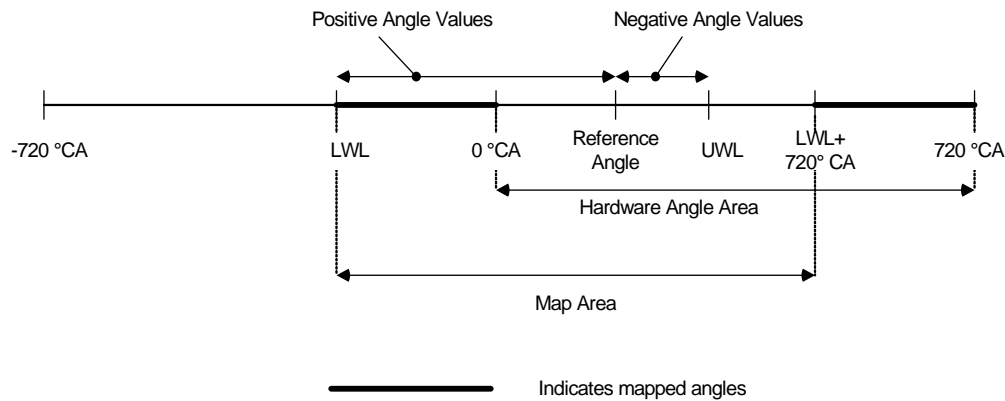 Positive Angle Values
Negative Angle Values
-720 °CA
LWL
0 °CA
Reference
Angle
UWL
LWL+
720° CA
720 °CA
Hardware Angle Area
Map Area
Indicates mapped angles